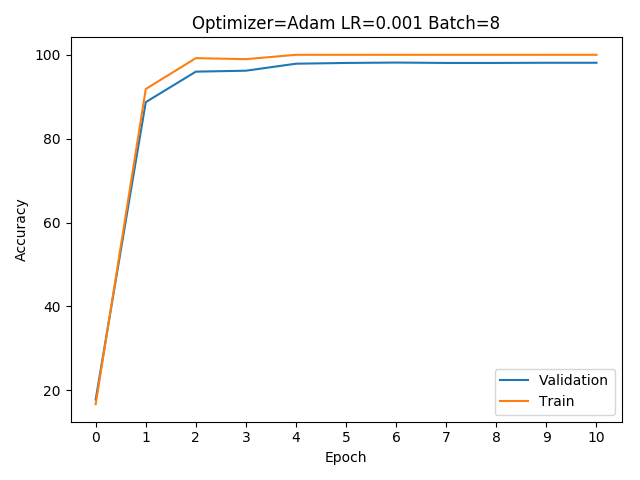 Optimizer=Adam LR=0.001 Batch=8
100
80
60
40
20
Accuracy
Validation
Train
0 1 2 3 4 5 6 7 8 9 10
Epoch